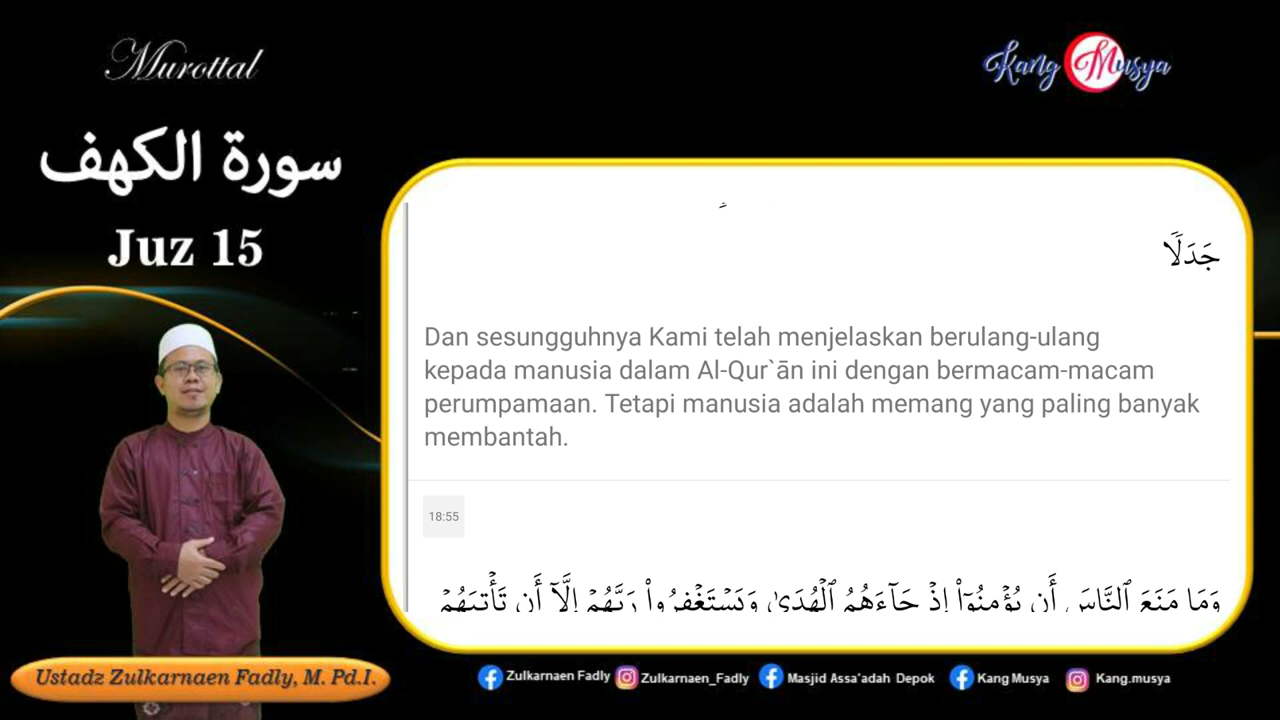 Murottal
Kang Musya
سورة الكهف
Juz 15
جَدَلًا
Dan sesungguhnya Kami telah menjelaskan berulang-ulang
kepada manusia dalam Al-Qur`ān ini dengan bermacam-macam
perumpamaan. Tetapi manusia adalah memang yang paling banyak
membantah.
18:55
وَمَا مَنَعَ ٱلنَّاسَ أَن يُؤْمِنُوٓا۟ إِذْ جَآءَهُمُ ٱلْهُدَىٰ وَيَسْتَغْفِرُوا۟ رَبَّهُمْ إِلَّآ أَن تَأْتِيَهُمْ
Ustadz Zulkarnaen Fadly, M. Pd.I.
Zulkarnaen Fadly Zulkarnaen_Fadly Masjid Assa'adah Depok Kang Musya Kang.musya